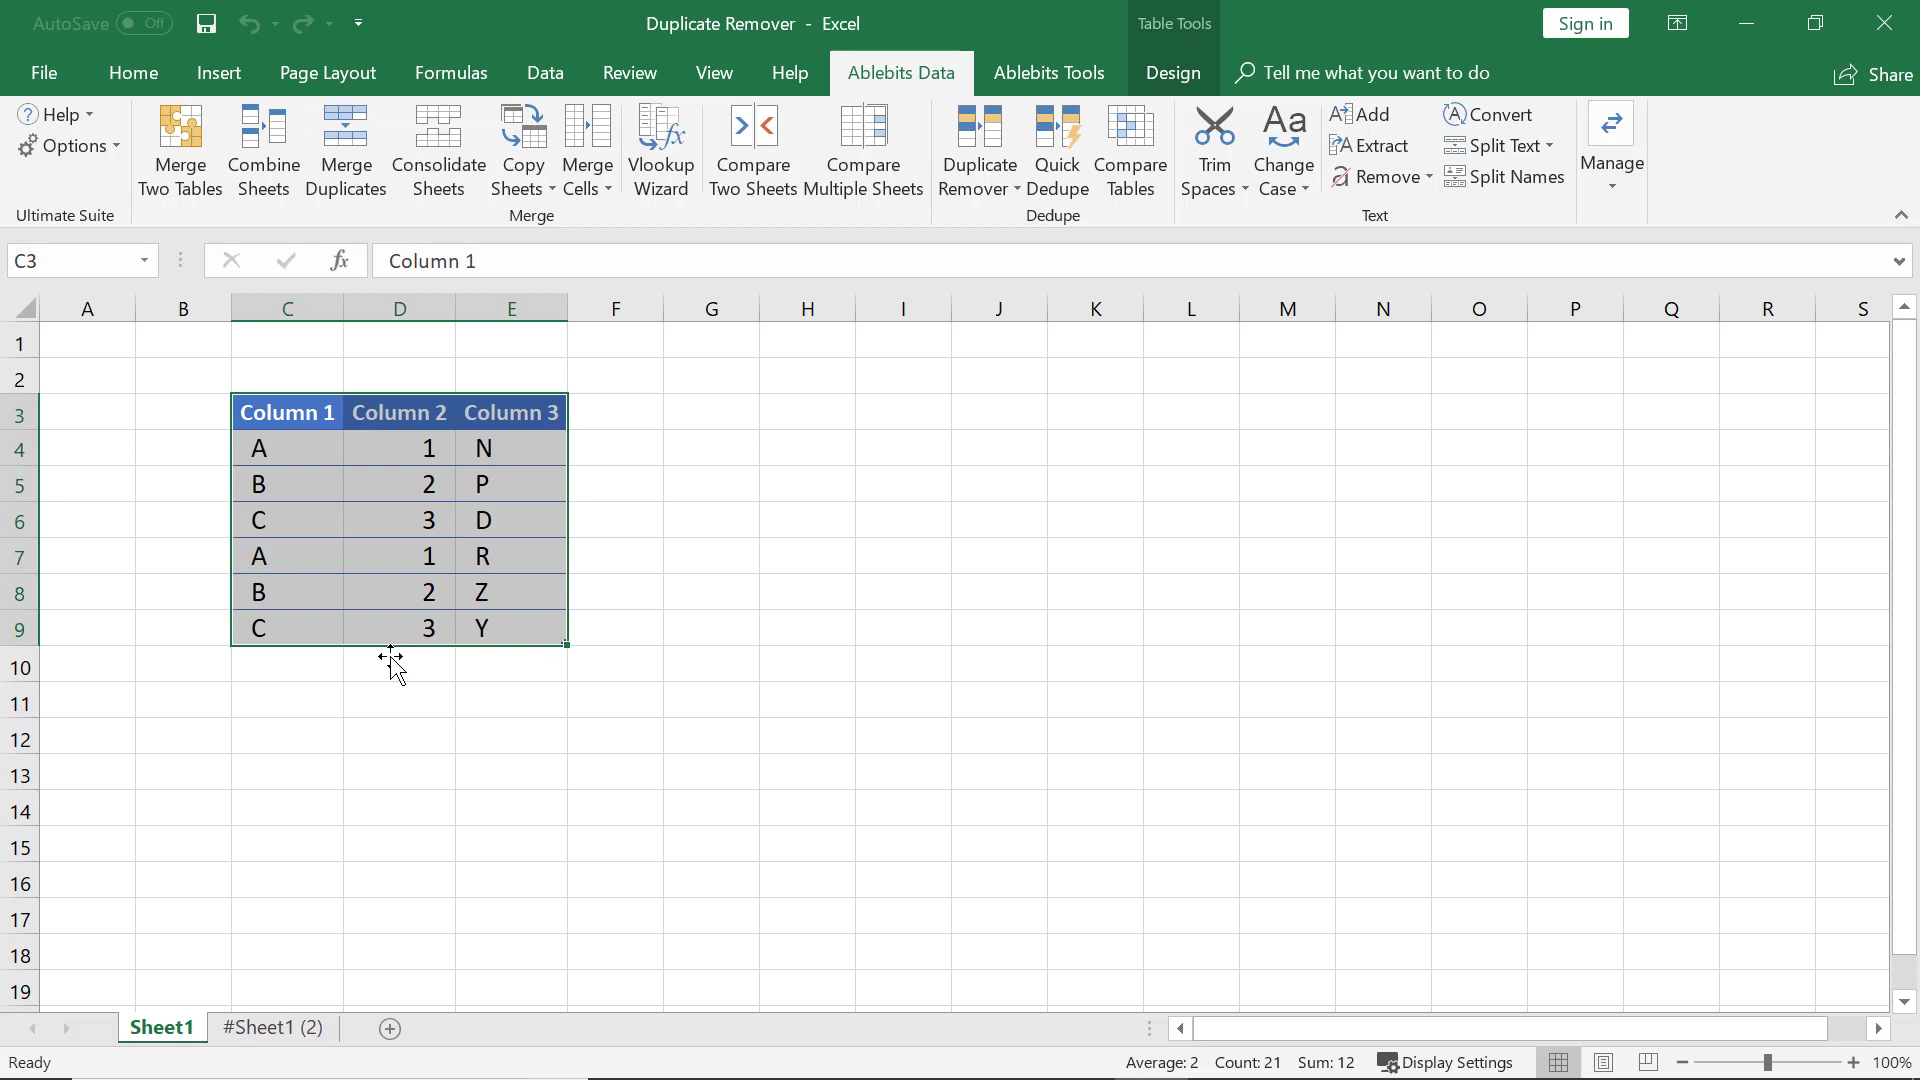 AutoSave Off Duplicate Remover - Excel Table Tools Sign in
File Home Insert Page Layout Formulas Data Review View Help Ablebits Data Ablebits Tools Design Tell me what you want to do Share
Help
Options
Ultimate Suite
Merge Two Tables
Combine Sheets
Merge Duplicates
Consolidate Sheets
Copy Sheets
Merge Cells
Vlookup Wizard
Compare Two Sheets
Compare Multiple Sheets
Merge
Duplicate Remover
Quick Dedupe
Compare Tables
Dedupe
Trim Spaces
Change Case
Add
Extract
Remove
Convert
Split Text
Split Names
Text
Manage
C3 fx Column 1
A B C D E F G H I J K L M N O P Q R S
1
2
3 Column 1 Column 2 Column 3
4 A 1 N
5 B 2 P
6 C 3 D
7 A 1 R
8 B 2 Z
9 C 3 Y
10
11
12
13
14
15
16
17
18
19
Sheet1 #Sheet1 (2)
Ready Average: 2 Count: 21 Sum: 12 Display Settings 100%